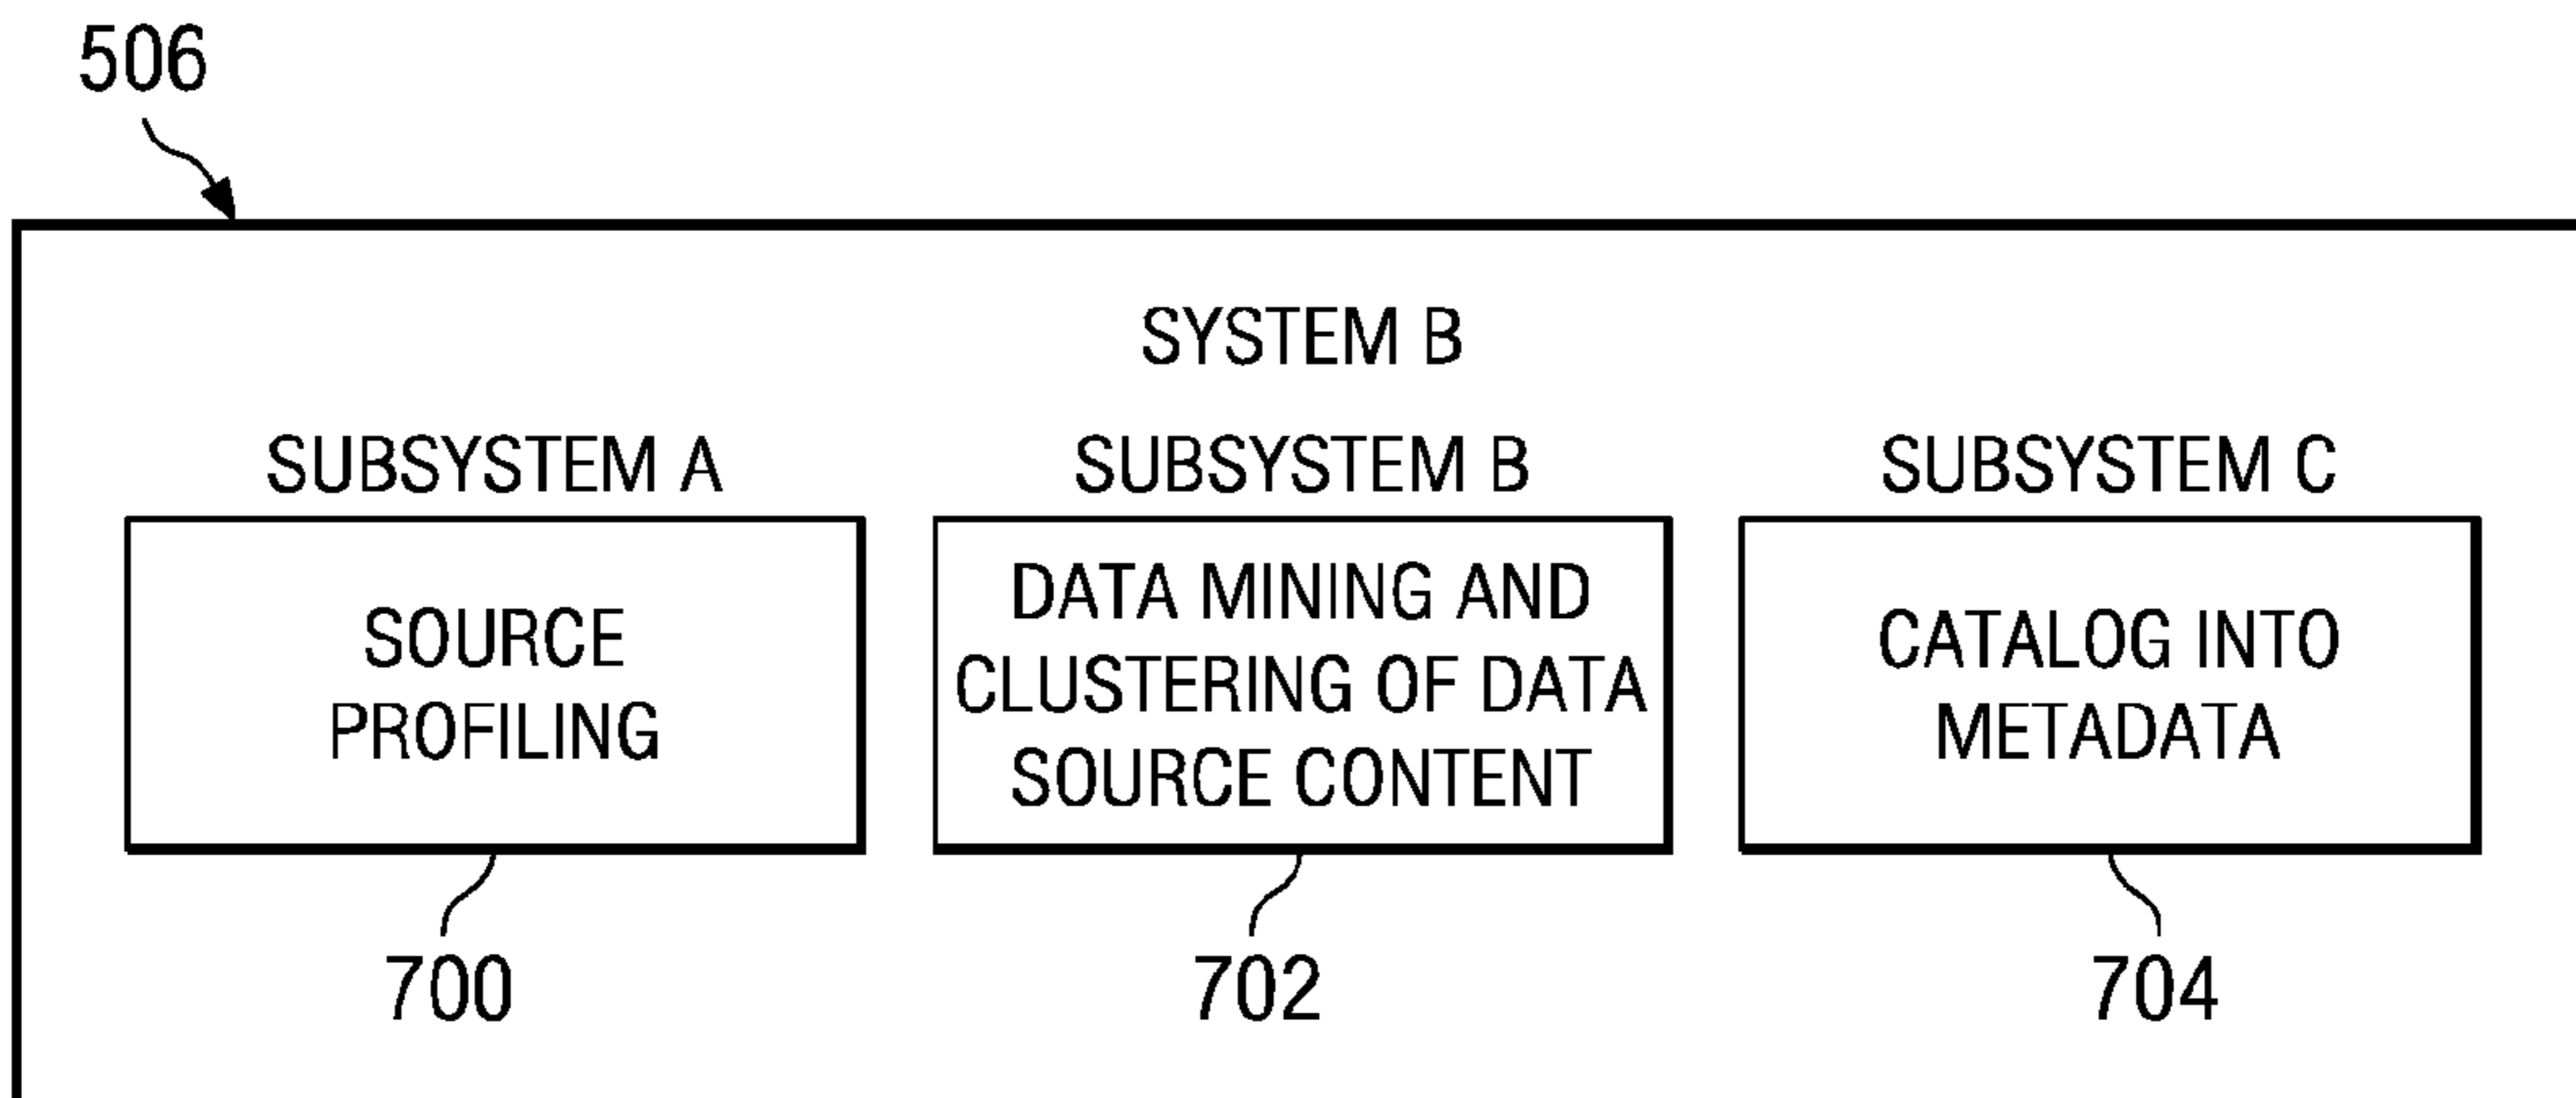 506
SYSTEM B
SUBSYSTEM A
SUBSYSTEM B
SUBSYSTEM C
SOURCE
PROFILING
DATA MINING AND
CLUSTERING OF DATA
SOURCE CONTENT
CATALOG INTO
METADATA
700
702
704